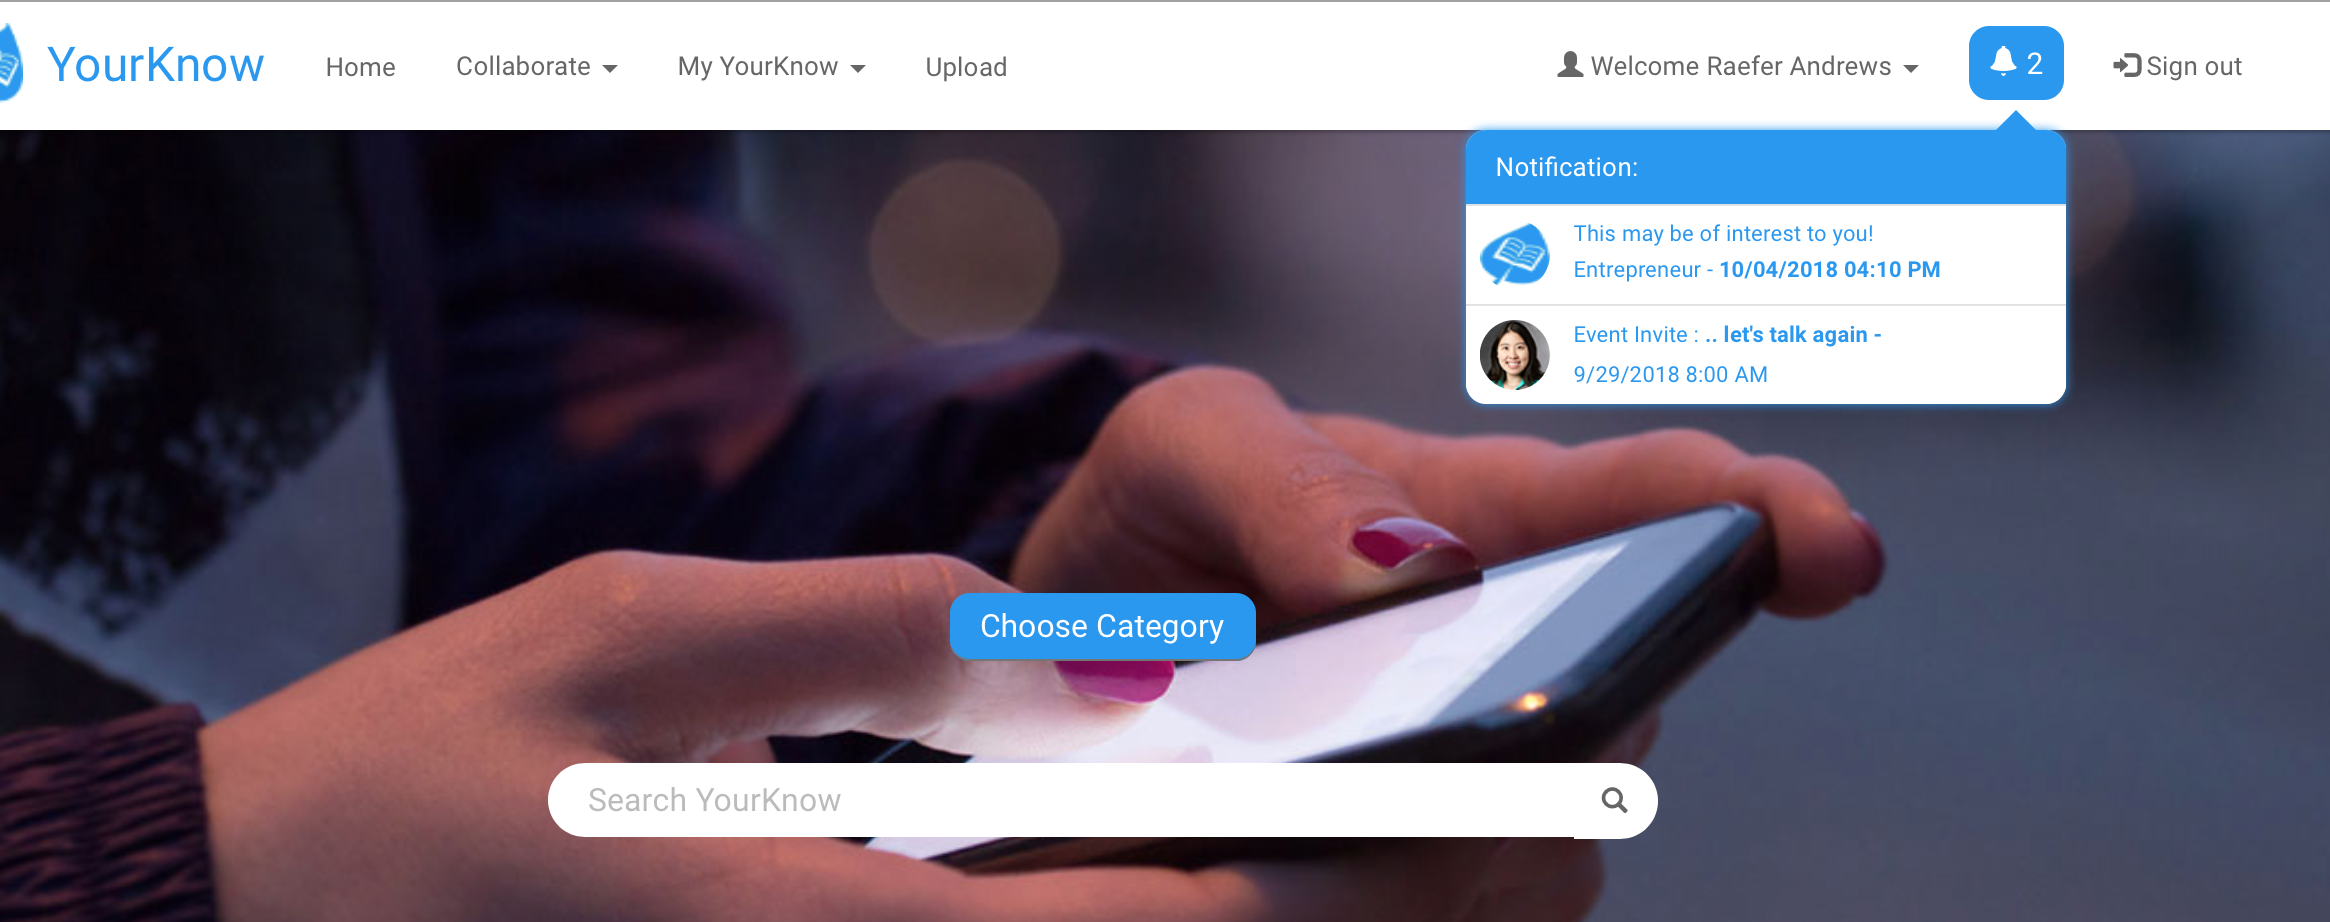 YourKnow
Home
Collaborate
My YourKnow
Upload
Welcome Raefer Andrews
2
Sign out
Notification:
This may be of interest to you!
Entrepreneur - 10/04/2018 04:10 PM
Event Invite : .. let's talk again -
9/29/2018 8:00 AM
Choose Category
Search YourKnow